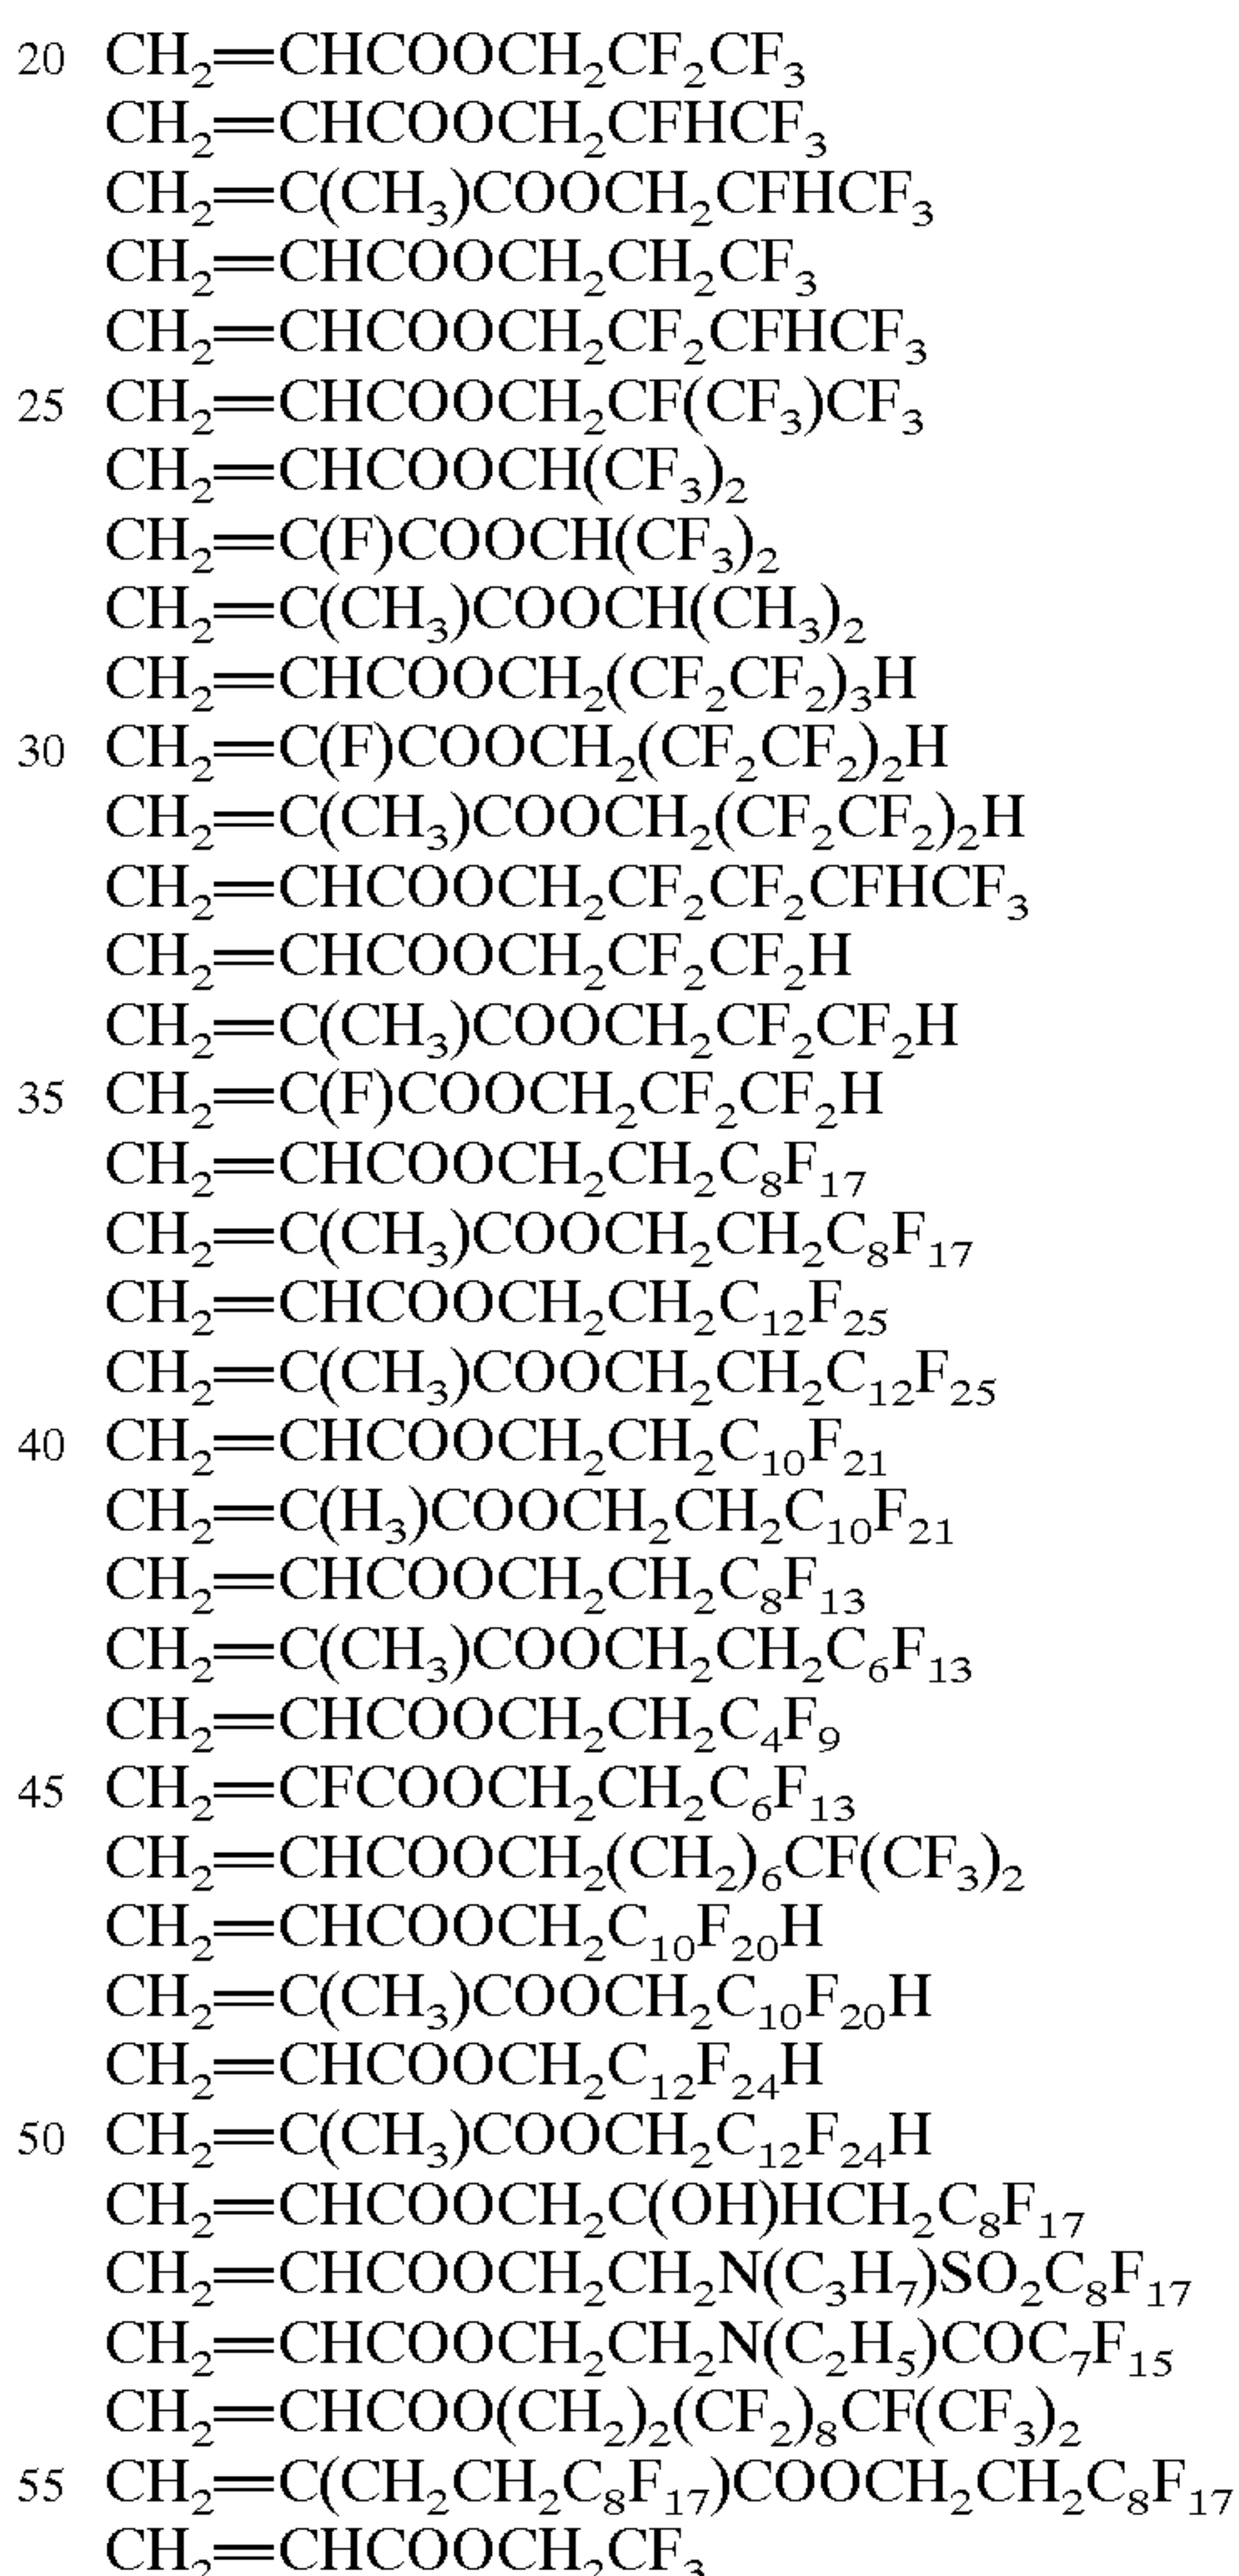 20 CH₂=CHCOOCH₂CF₂CF₃
CH₂=CHCOOCH₂CFHCF₃
CH₂=C(CH₃)COOCH₂CFHCF₃
CH₂=CHCOOCH₂CH₂CF₃
CH₂=CHCOOCH₂CF₂CFHCF₃
25 CH₂=CHCOOCH₂CF(CF₃)CF₃
CH₂=CHCOOCH(CF₃)₂
CH₂=C(F)COOCH(CF₃)₂
CH₂=C(CH₃)COOCH(CH₃)₂
CH₂=CHCOOCH₂(CF₂CF₂)₃H
30 CH₂=C(F)COOCH₂(CF₂CF₂)₂H
CH₂=C(CH₃)COOCH₂(CF₂CF₂)₂H
CH₂=CHCOOCH₂CF₂CF₂CFHCF₃
CH₂=CHCOOCH₂CF₂CF₂H
CH₂=C(CH₃)COOCH₂CF₂CF₂H
35 CH₂=C(F)COOCH₂CF₂CF₂H
CH₂=CHCOOCH₂CH₂C₈F₁₇
CH₂=C(CH₃)COOCH₂CH₂C₈F₁₇
CH₂=CHCOOCH₂CH₂C₁₂F₂₅
CH₂=C(CH₃)COOCH₂CH₂C₁₂F₂₅
40 CH₂=CHCOOCH₂CH₂C₁₀F₂₁
CH₂=C(H₃)COOCH₂CH₂C₁₀F₂₁
CH₂=CHCOOCH₂CH₂C₈F₁₃
CH₂=C(CH₃)COOCH₂CH₂C₆F₁₃
CH₂=CHCOOCH₂CH₂C₄F₉
45 CH₂=CFCOOCH₂CH₂C₆F₁₃
CH₂=CHCOOCH₂(CH₂)₆CF(CF₃)₂
CH₂=CHCOOCH₂C₁₀F₂₀H
CH₂=C(CH₃)COOCH₂C₁₀F₂₀H
CH₂=CHCOOCH₂C₁₂F₂₄H
50 CH₂=C(CH₃)COOCH₂C₁₂F₂₄H
CH₂=CHCOOCH₂C(OH)HCH₂C₈F₁₇
CH₂=CHCOOCH₂CH₂N(C₃H₇)SO₂C₈F₁₇
CH₂=CHCOOCH₂CH₂N(C₂H₅)COC₇F₁₅
CH₂=CHCOO(CH₂)₂(CF₂)₈CF(CF₃)₂
55 CH₂=C(CH₂CH₂C₈F₁₇)COOCH₂CH₂C₈F₁₇
CH₂=CHCOOCH₂CF₃